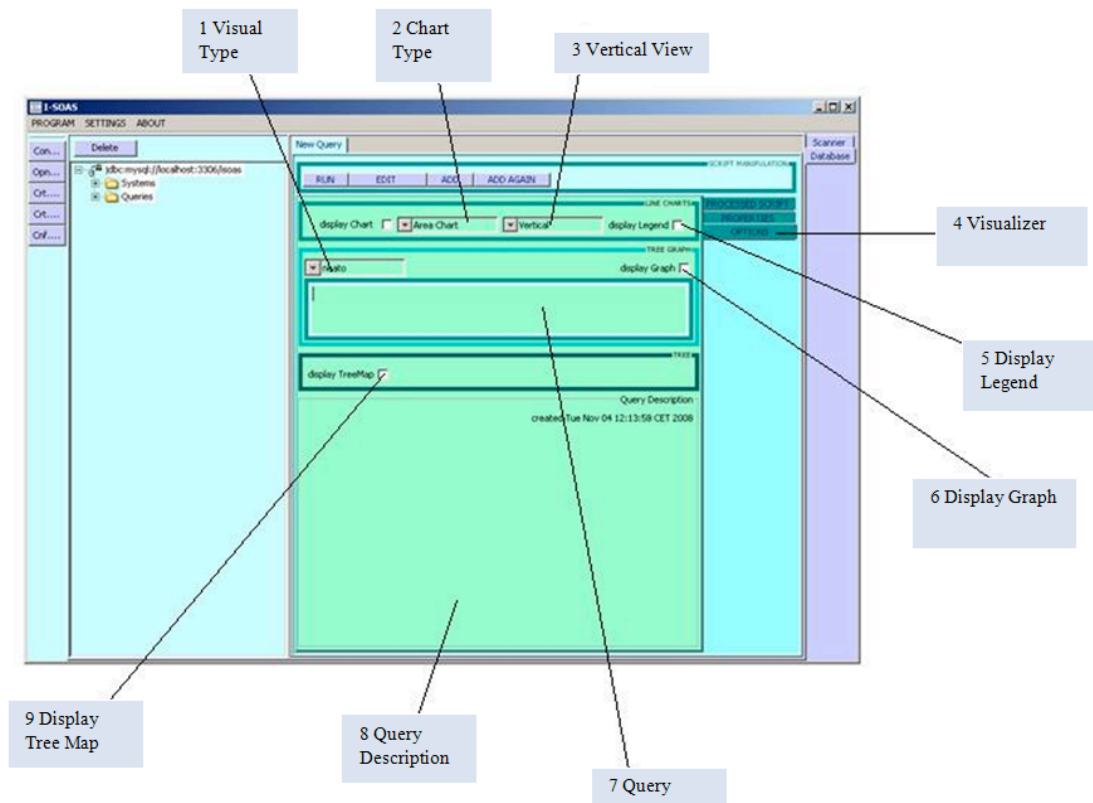 1 Visual
Type
2 Chart
Type
3 Vertical View
I-SOAS
PROGRAM SETTINGS ABOUT
Con...
Opn...
Crt....
Crt....
Cnf....
Delete
jdbc:mysql://localhost:3306/isoas
Systems
Queries
New Query
Scanner
Database
SCRIPT MANIPULATION
RUN EDIT ADD ADD AGAIN
LINE CHARTS
display Chart Area Chart Vertical display Legend
PROCESSED SCRIPT
PROPERTIES
OPTIONS
TREE GRAPH
display Graph
TREE
display TreeMap
Query Description
created Tue Nov 04 12:13:58 CET 2008
4 Visualizer
5 Display
Legend
6 Display Graph
9 Display
Tree Map
8 Query
Description
7 Query